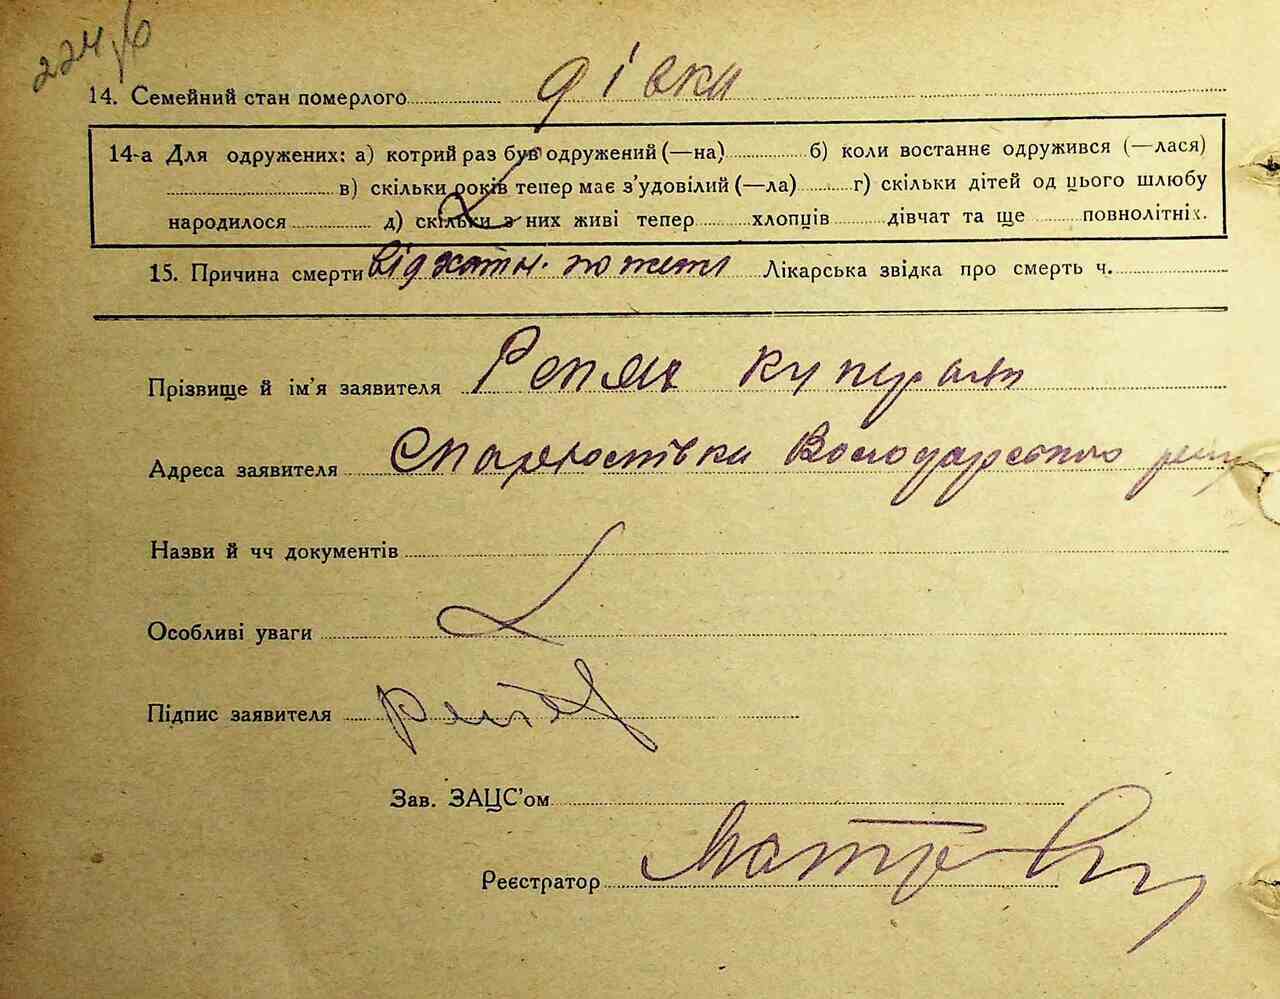 224
14. Семейний стан померлого дівка
14-а Для одружених: а) котрий раз був одружений (—на) б) коли востаннє одружився (—лася)
в) скільки років тепер має з’удовілий (—ла) г) скільки дітей од цього шлюбу
народилося д) скільки з них живі тепер хлопців дівчат та ще повнолітніх.
15. Причина смерти від Лікарська звідка про смерть ч.
Прізвище й ім’я заявителя Репях
Адреса заявителя Володарського
Назви й чч документів
Особливі уваги
Підпис заявителя
Зав. ЗАЦС’ом
Реєстратор